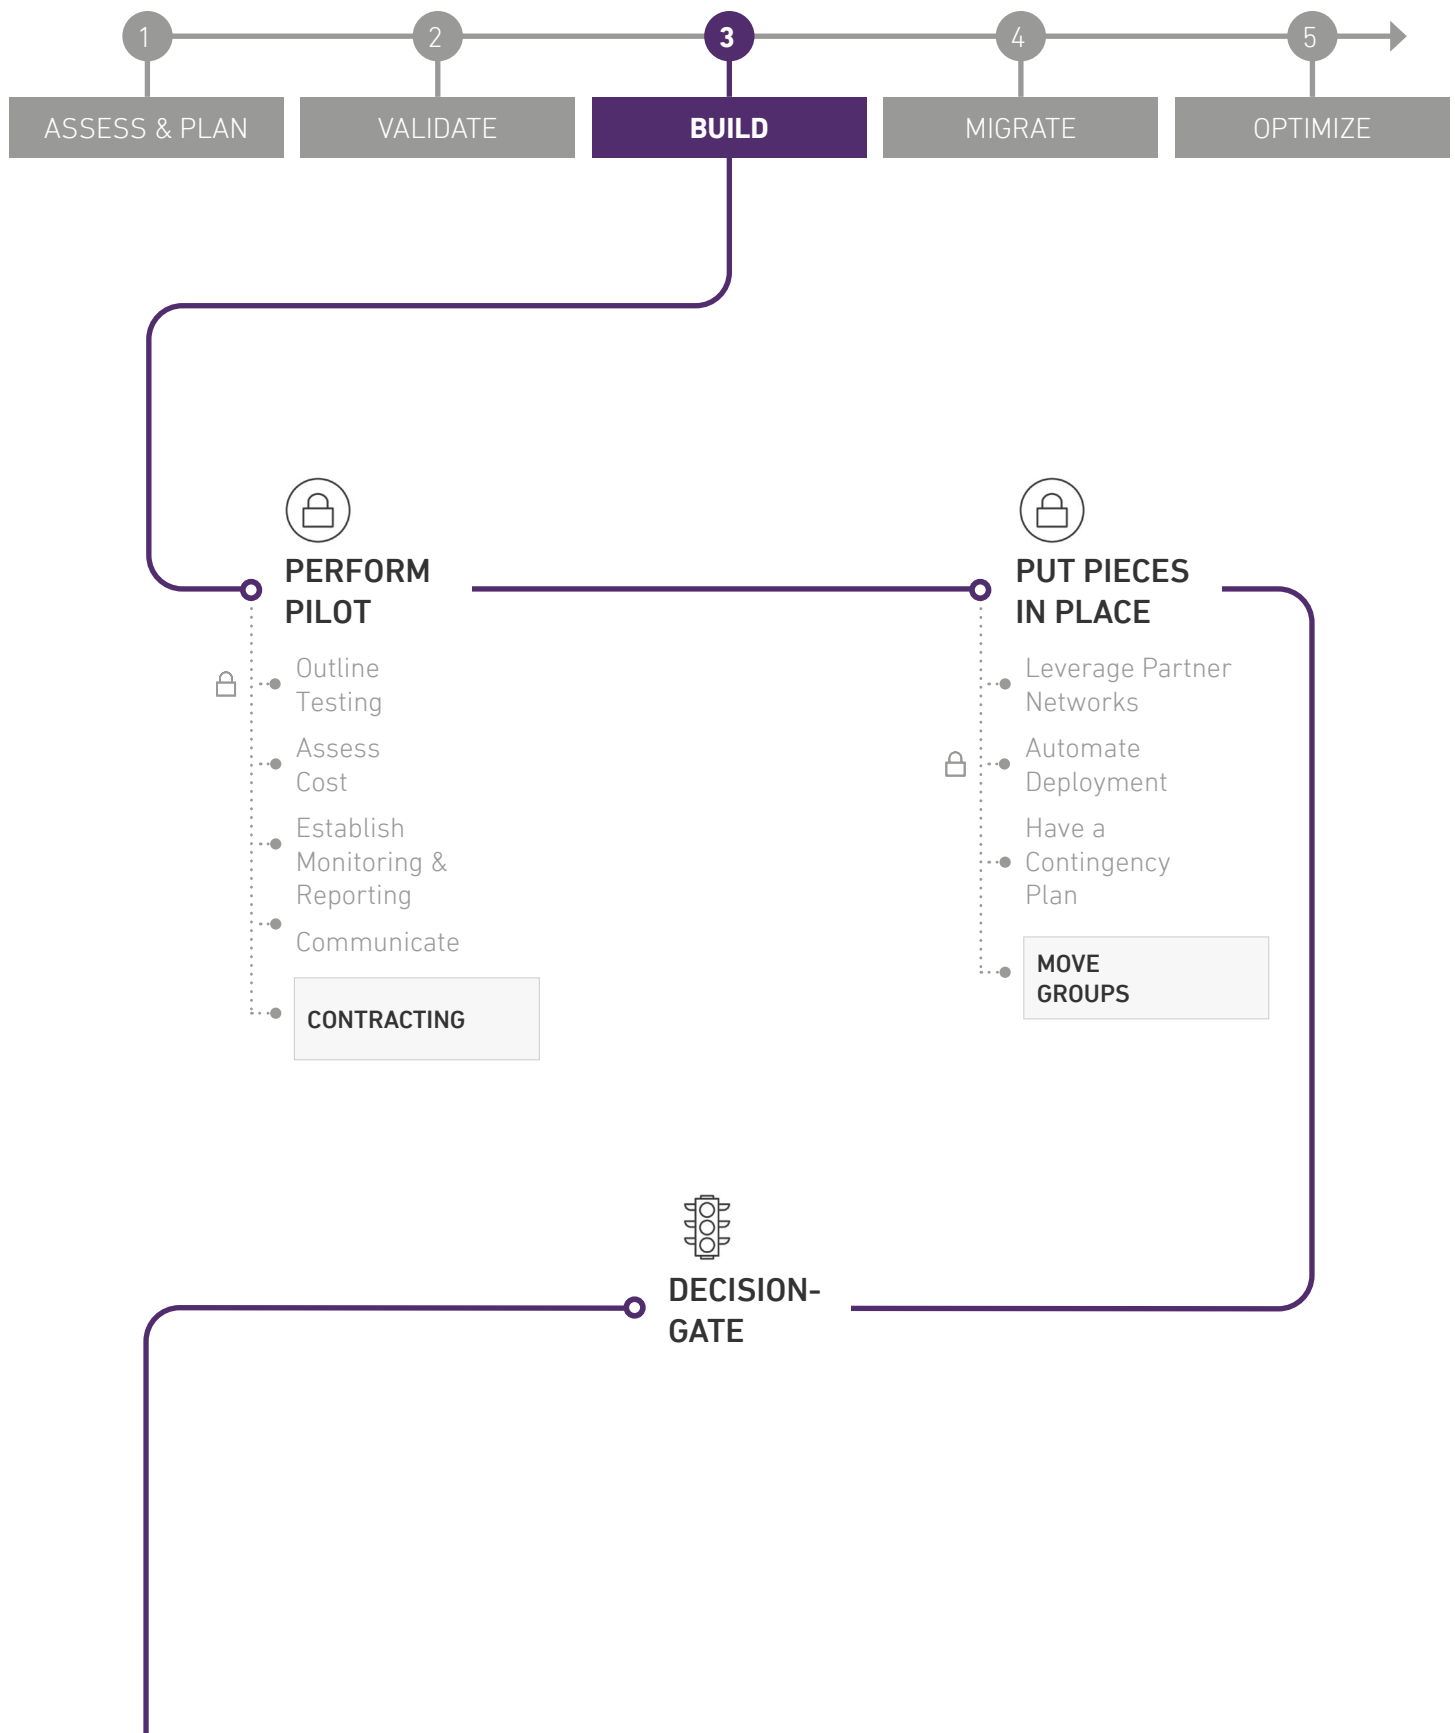 1
2
3
4
5
ASSESS & PLAN
VALIDATE
BUILD
MIGRATE
OPTIMIZE
PERFORM
PILOT
Outline
Testing
Assess
Cost
Establish
Monitoring &
Reporting
Communicate
CONTRACTING
PUT PIECES
IN PLACE
Leverage Partner
Networks
Automate
Deployment
Have a
Contingency
Plan
MOVE
GROUPS
DECISION-
GATE